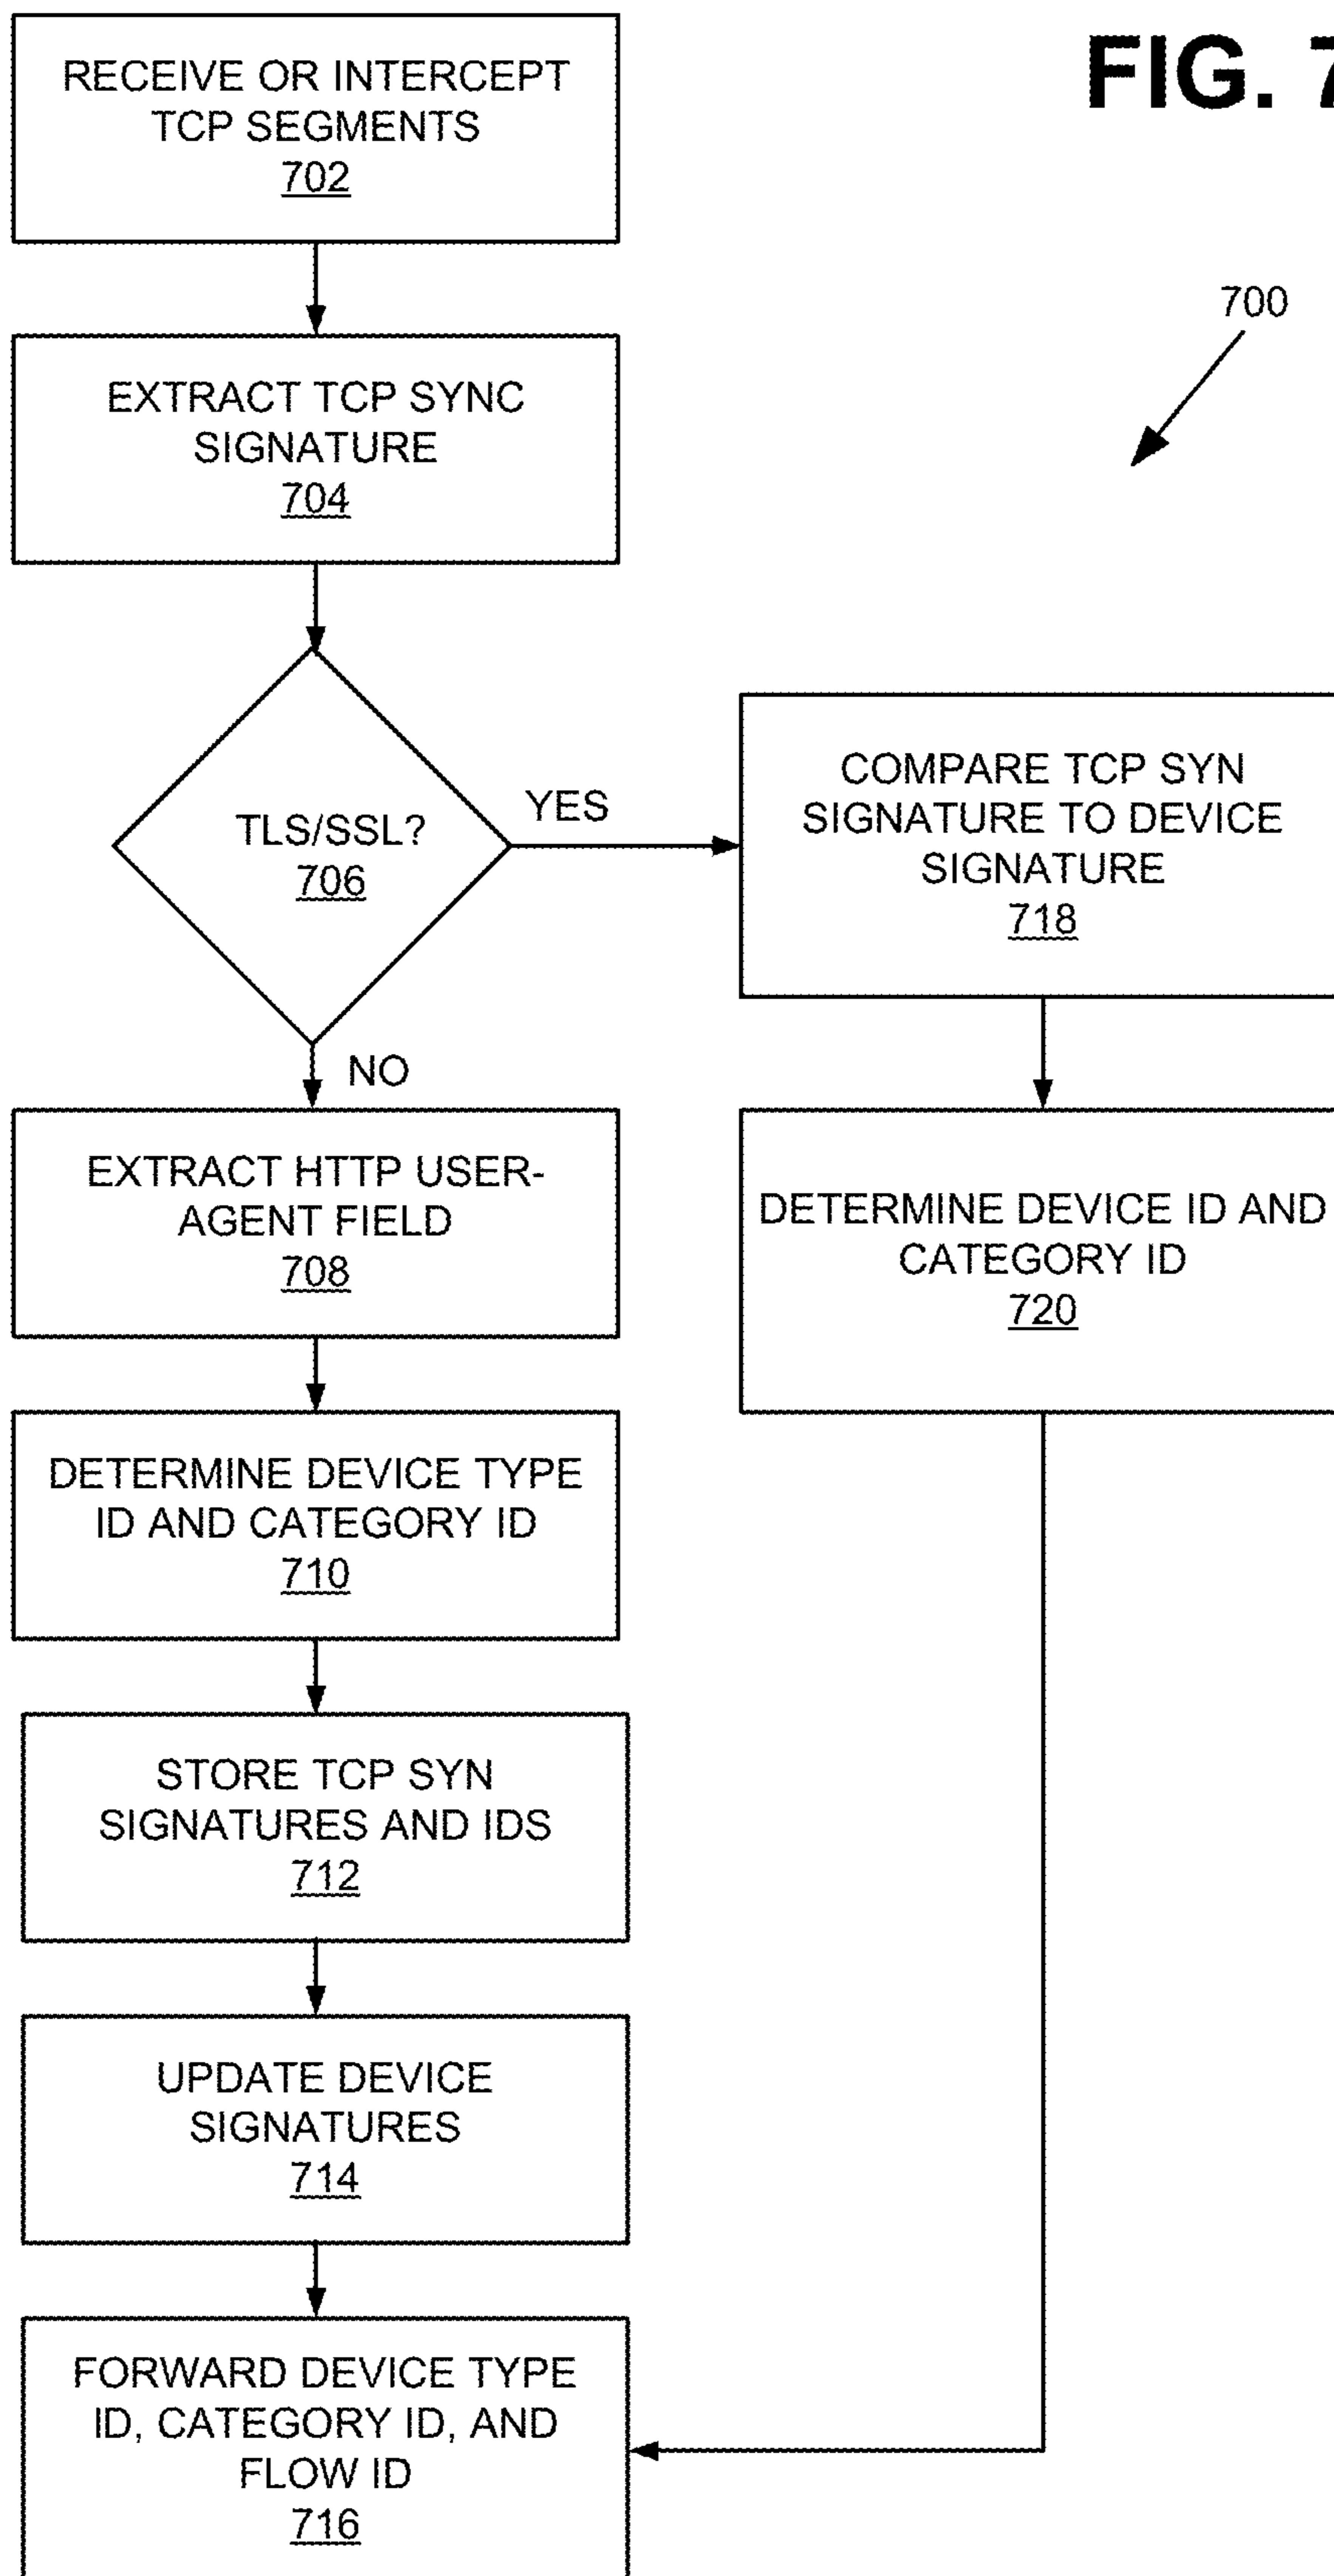 FIG. 7
700
RECEIVE OR INTERCEPT
TCP SEGMENTS
702
EXTRACT TCP SYNC
SIGNATURE
704
TLS/SSL?
706
YES
NO
COMPARE TCP SYN
SIGNATURE TO DEVICE
SIGNATURE
718
DETERMINE DEVICE ID AND
CATEGORY ID
720
EXTRACT HTTP USER-
AGENT FIELD
708
DETERMINE DEVICE TYPE
ID AND CATEGORY ID
710
STORE TCP SYN
SIGNATURES AND IDS
712
UPDATE DEVICE
SIGNATURES
714
FORWARD DEVICE TYPE
ID, CATEGORY ID, AND
FLOW ID
716